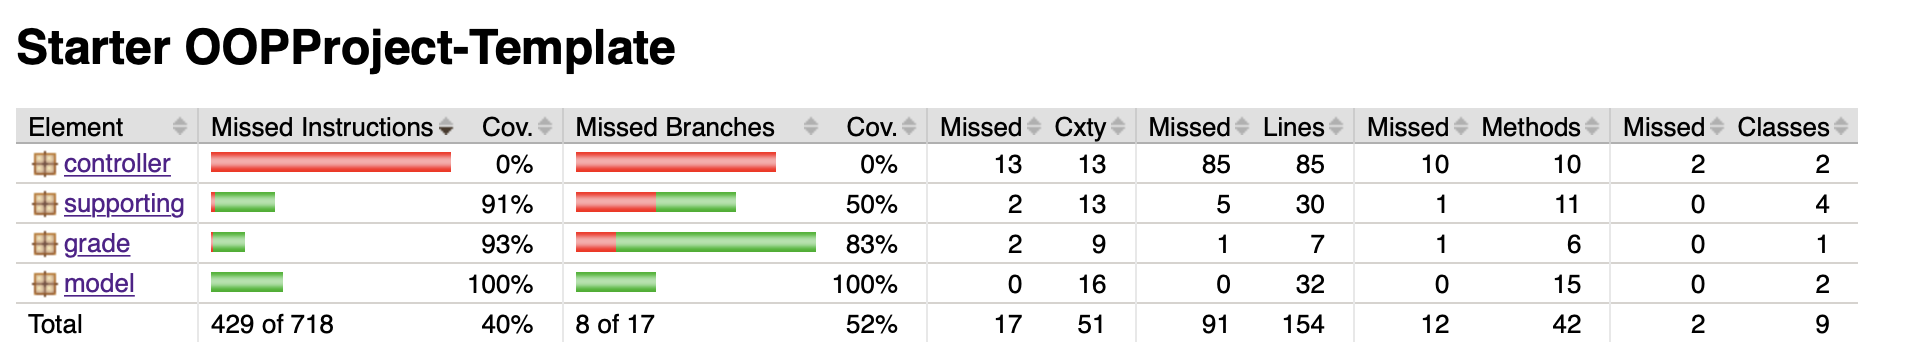 Starter OOPProject-Template
Element Missed Instructions Cov. Missed Branches Cov. Missed Cxty Missed Lines Missed Methods Missed Classes
controller 0% 0% 13 13 85 85 10 10 2 2
supporting 91% 50% 2 13 5 30 1 11 0 4
grade 93% 83% 2 9 1 7 1 6 0 1
model 100% 100% 0 16 0 32 0 15 0 2
Total 429 of 718 40% 8 of 17 52% 17 51 91 154 12 42 2 9